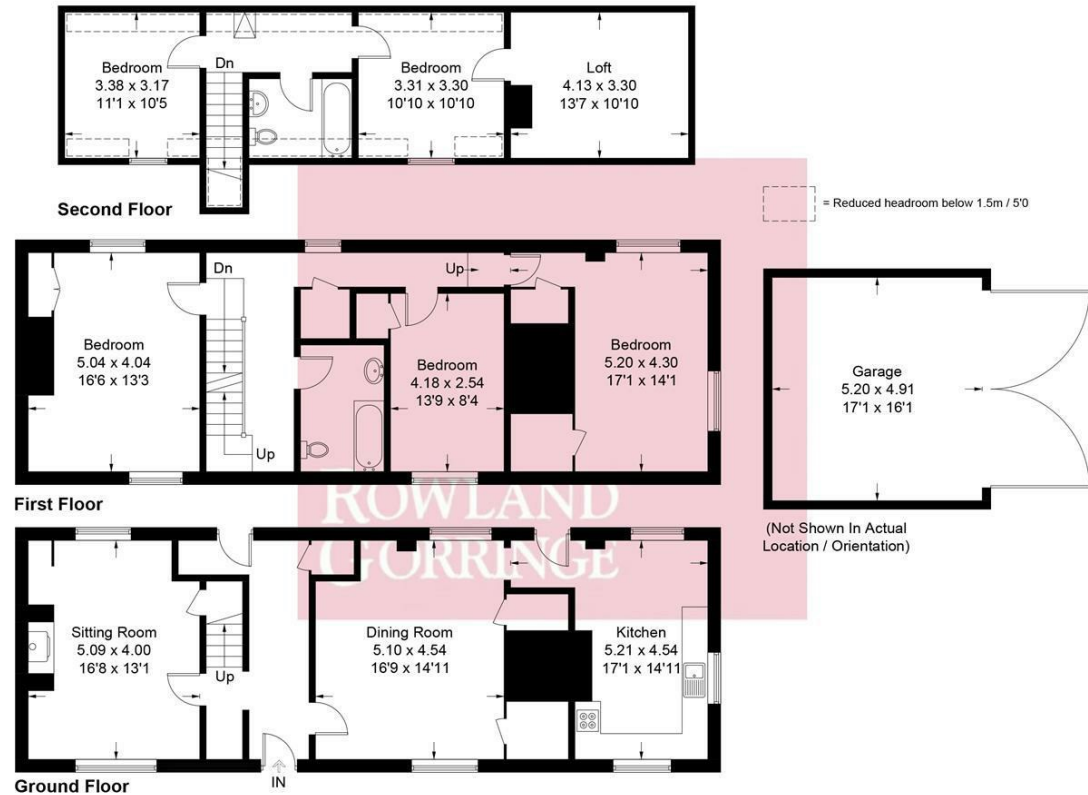 Bedroom
3.38 x 3.17
11'1 x 10'5
Dn
Bedroom
3.31 x 3.30
10'10 x 10'10
Loft
4.13 x 3.30
13'7 x 10'10
Second Floor
= Reduced headroom below 1.5m / 5'0
Dn
Up
Bedroom
5.04 x 4.04
16'6 x 13'3
Up
Bedroom
4.18 x 2.54
13'9 x 8'4
Bedroom
5.20 x 4.30
17'1 x 14'1
Garage
5.20 x 4.91
17'1 x 16'1
First Floor
(Not Shown In Actual
Location / Orientation)
ROWLAND
GORRINGE
Sitting Room
5.09 x 4.00
16'8 x 13'1
Up
Dining Room
5.10 x 4.54
16'9 x 14'11
Kitchen
5.21 x 4.54
17'1 x 14'11
IN
Ground Floor